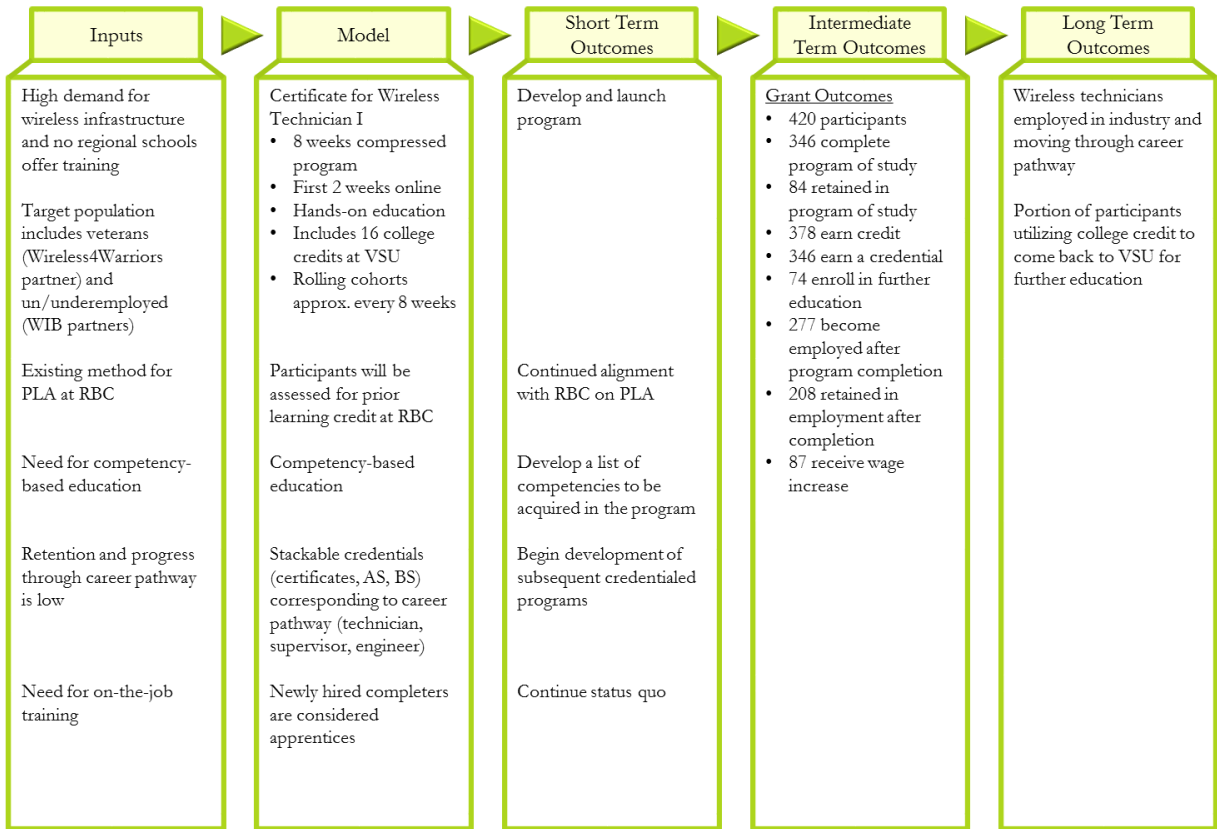 Inputs
Model
Short Term
Outcomes
Intermediate
Term Outcomes
Long Term
Outcomes
High demand for
wireless infrastructure
and no regional schools
offer training
Target population
includes veterans
(Wireless4Warriors
partner) and
un/underemployed
(WIB partners)
Existing method for
PLA at RBC
Need for competency-
based education
Retention and progress
through career pathway
is low
Need for on-the-job
training
Certificate for Wireless
Technician I
• 8 weeks compressed
program
• First 2 weeks online
• Hands-on education
• Includes 16 college
credits at VSU
• Rolling cohorts
approx. every 8 weeks
Participants will be
assessed for prior
learning credit at RBC
Competency-based
education
Stackable credentials
(certificates, AS, BS)
corresponding to career
pathway (technician,
supervisor, engineer)
Newly hired completers
are considered
apprentices
Develop and launch
program
Continued alignment
with RBC on PLA
Develop a list of
competencies to be
acquired in the program
Begin development of
subsequent credentialed
programs
Continue status quo
Grant Outcomes
• 420 participants
• 346 complete
program of study
• 84 retained in
program of study
• 378 earn credit
• 346 earn a credential
• 74 enroll in further
education
• 277 become
employed after
program completion
• 208 retained in
employment after
completion
• 87 receive wage
increase
Wireless technicians
employed in industry and
moving through career
pathway
Portion of participants
utilizing college credit to
come back to VSU for
further education